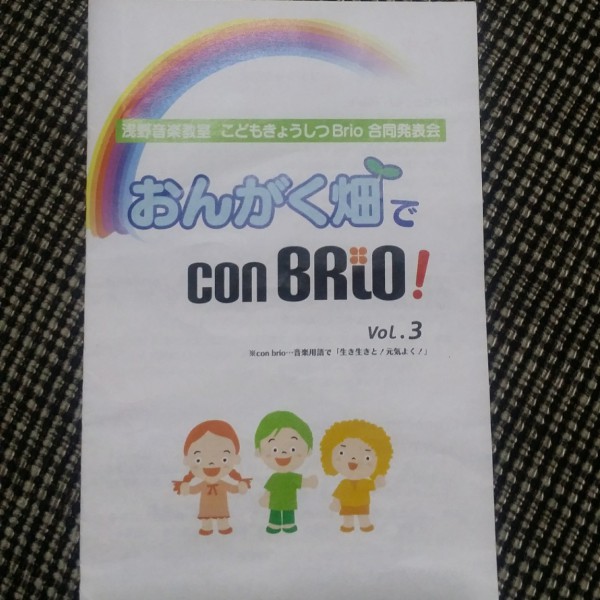 浅野音楽教室 こどもきょうしつBrio 合同発表会
おんがく畑で
con BRiO!
Vol.3
※con brio…音楽用語で「生き生きと!元気よく!」